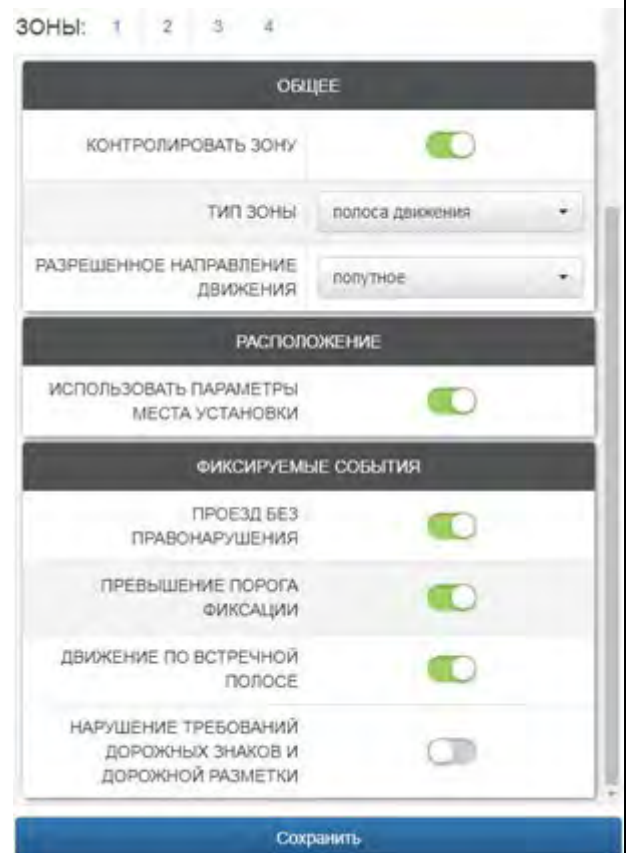 ЗОНЫ: 1 2 3 4
ОБЩЕЕ
КОНТРОЛИРОВАТЬ ЗОНУ
ТИП ЗОНЫ полоса движения
РАЗРЕШЕННОЕ НАПРАВЛЕНИЕ
ДВИЖЕНИЯ попутное
РАСПОЛОЖЕНИЕ
ИСПОЛЬЗОВАТЬ ПАРАМЕТРЫ
МЕСТА УСТАНОВКИ
ФИКСИРУЕМЫЕ СОБЫТИЯ
ПРОЕЗД БЕЗ
ПРАВОНАРУШЕНИЯ
ПРЕВЫШЕНИЕ ПОРОГА
ФИКСАЦИИ
ДВИЖЕНИЕ ПО ВСТРЕЧНОЙ
ПОЛОСЕ
НАРУШЕНИЕ ТРЕБОВАНИЙ
ДОРОЖНЫХ ЗНАКОВ И
ДОРОЖНОЙ РАЗМЕТКИ
Сохранить